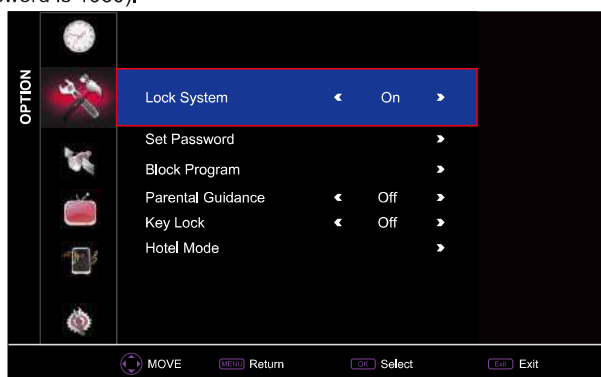 OPTION
Lock System On
Set Password
Block Program
Parental Guidance Off
Key Lock Off
Hotel Mode
MOVE MENU Return OK Select Exit Exit